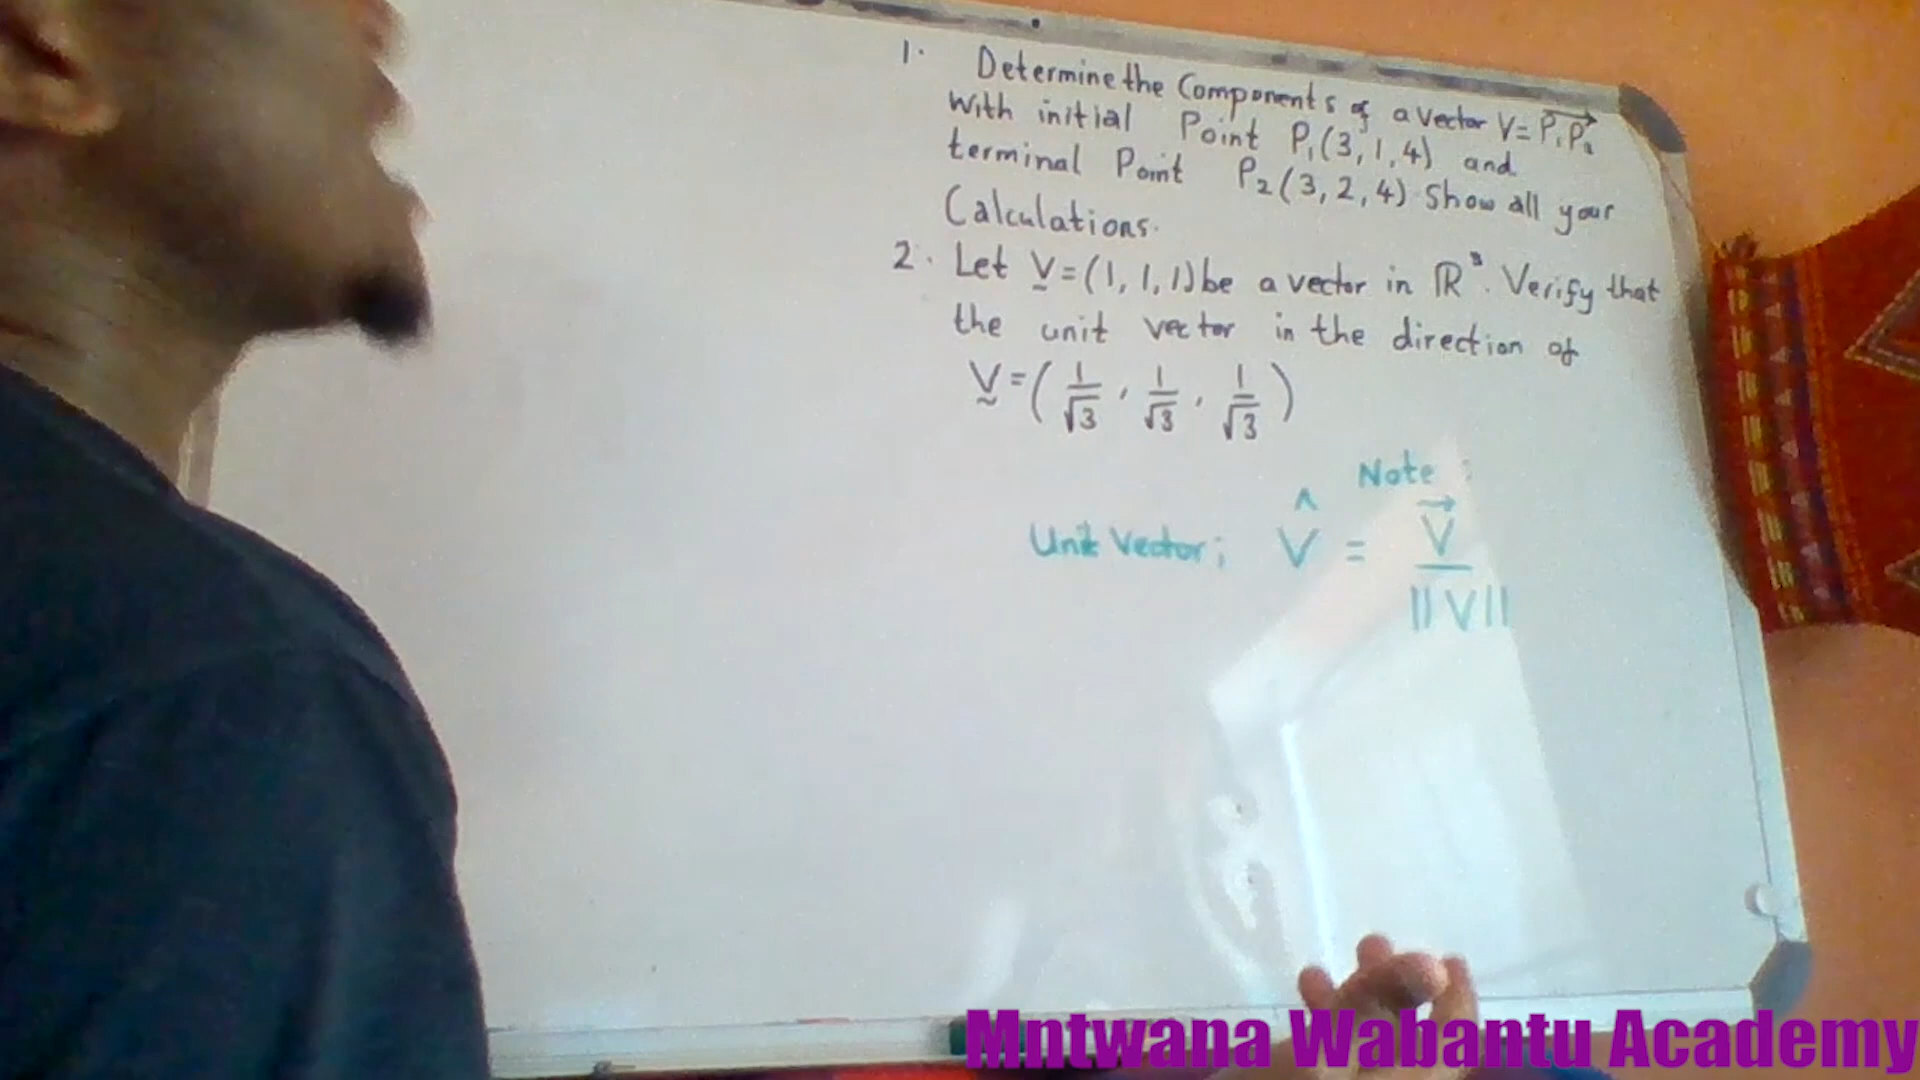 1. Determine the Components of a vector V = P₁P₂
With initial Point P₁(3,1,4) and
terminal Point P₂(3,2,4). Show all your
Calculations.
2. Let V = (1, 1, 1) be a vector in ℝ³. Verify that
the unit vector in the direction of
V = (1/√3, 1/√3, 1/√3)
Note:
Unit Vector; V̂ = V⃗ / ||V||
Mntwana Wabantu Academy